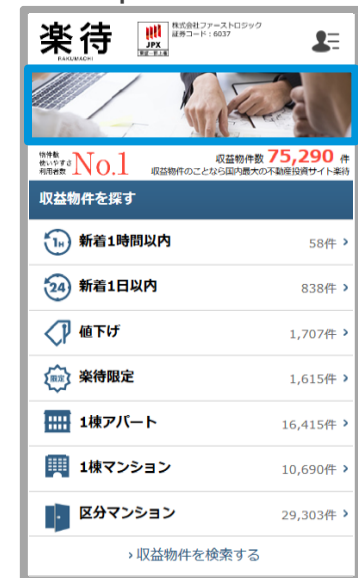 楽待
RAKUMACHI
JPX
株式会社ファーストロジック
証券コード：6037
物件数
使いやすさ
利用者数
No.1
収益物件数 75,290 件
収益物件のことなら国内最大の不動産投資サイト楽待
収益物件を探す
1H
新着1時間以内
58件
24
新着1日以内
838件
値下げ
1,707件
限定
楽待限定
1,615件
1棟アパート
16,415件
1棟マンション
10,690件
区分マンション
29,303件
›収益物件を検索する